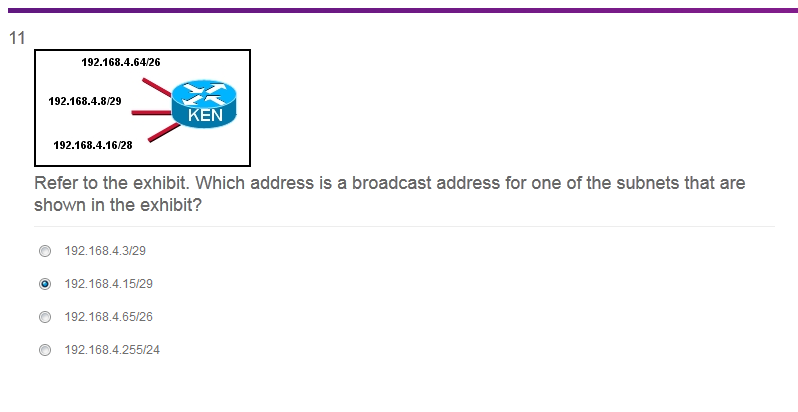 11
192.168.4.64/26
192.168.4.8/29
KEN
192.168.4.16/28
Refer to the exhibit. Which address is a broadcast address for one of the subnets that are
shown in the exhibit?
192.168.4.3/29
192.168.4.15/29
192.168.4.65/26
192.168.4.255/24